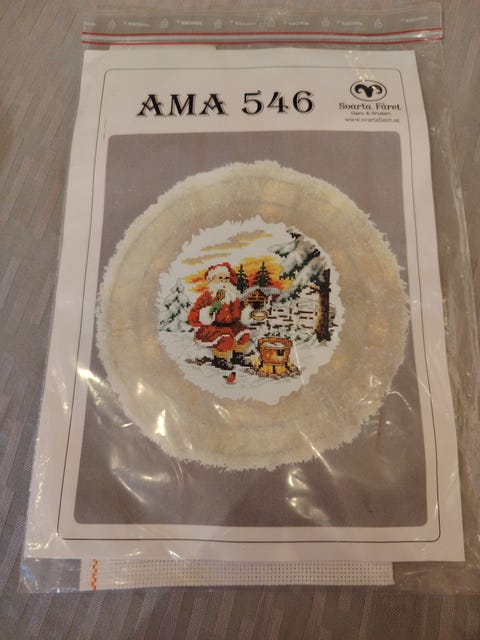 AMA 546
Svarta Fåret
Garn & Broderi
www.svartafaret.se